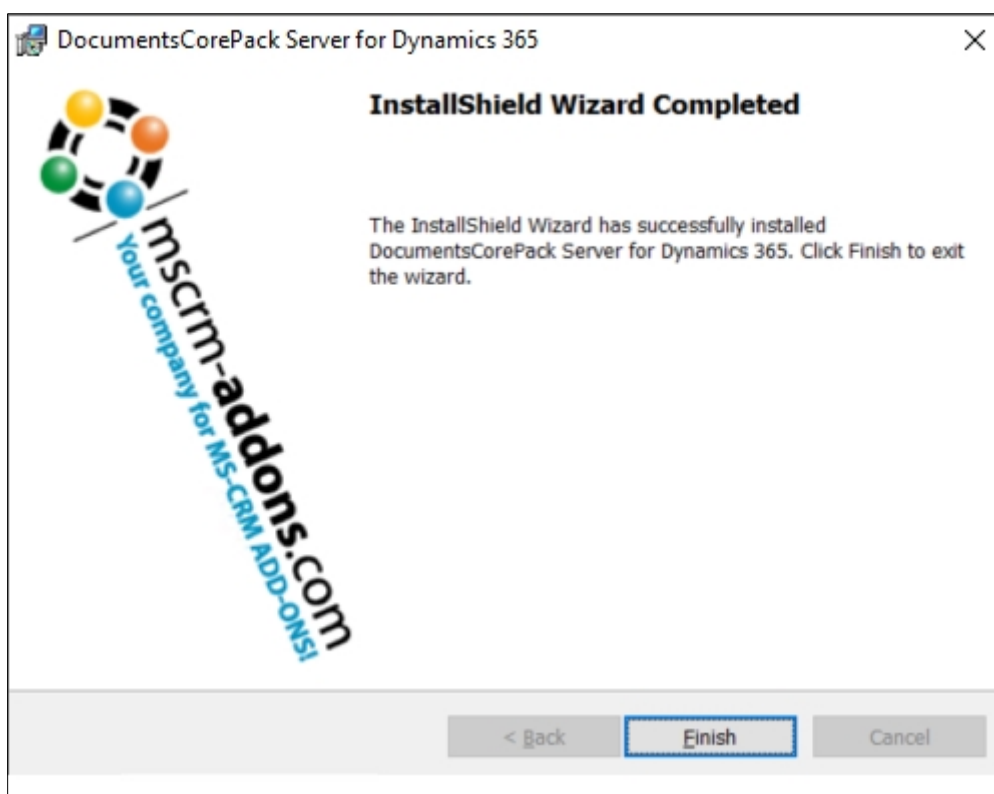 DocumentsCorePack Server for Dynamics 365
InstallShield Wizard Completed
The InstallShield Wizard has successfully installed
DocumentsCorePack Server for Dynamics 365. Click Finish to exit
the wizard.
mscrm-addons.com
Your company for MS-CRM ADD-ONS!
< Back
Finish
Cancel